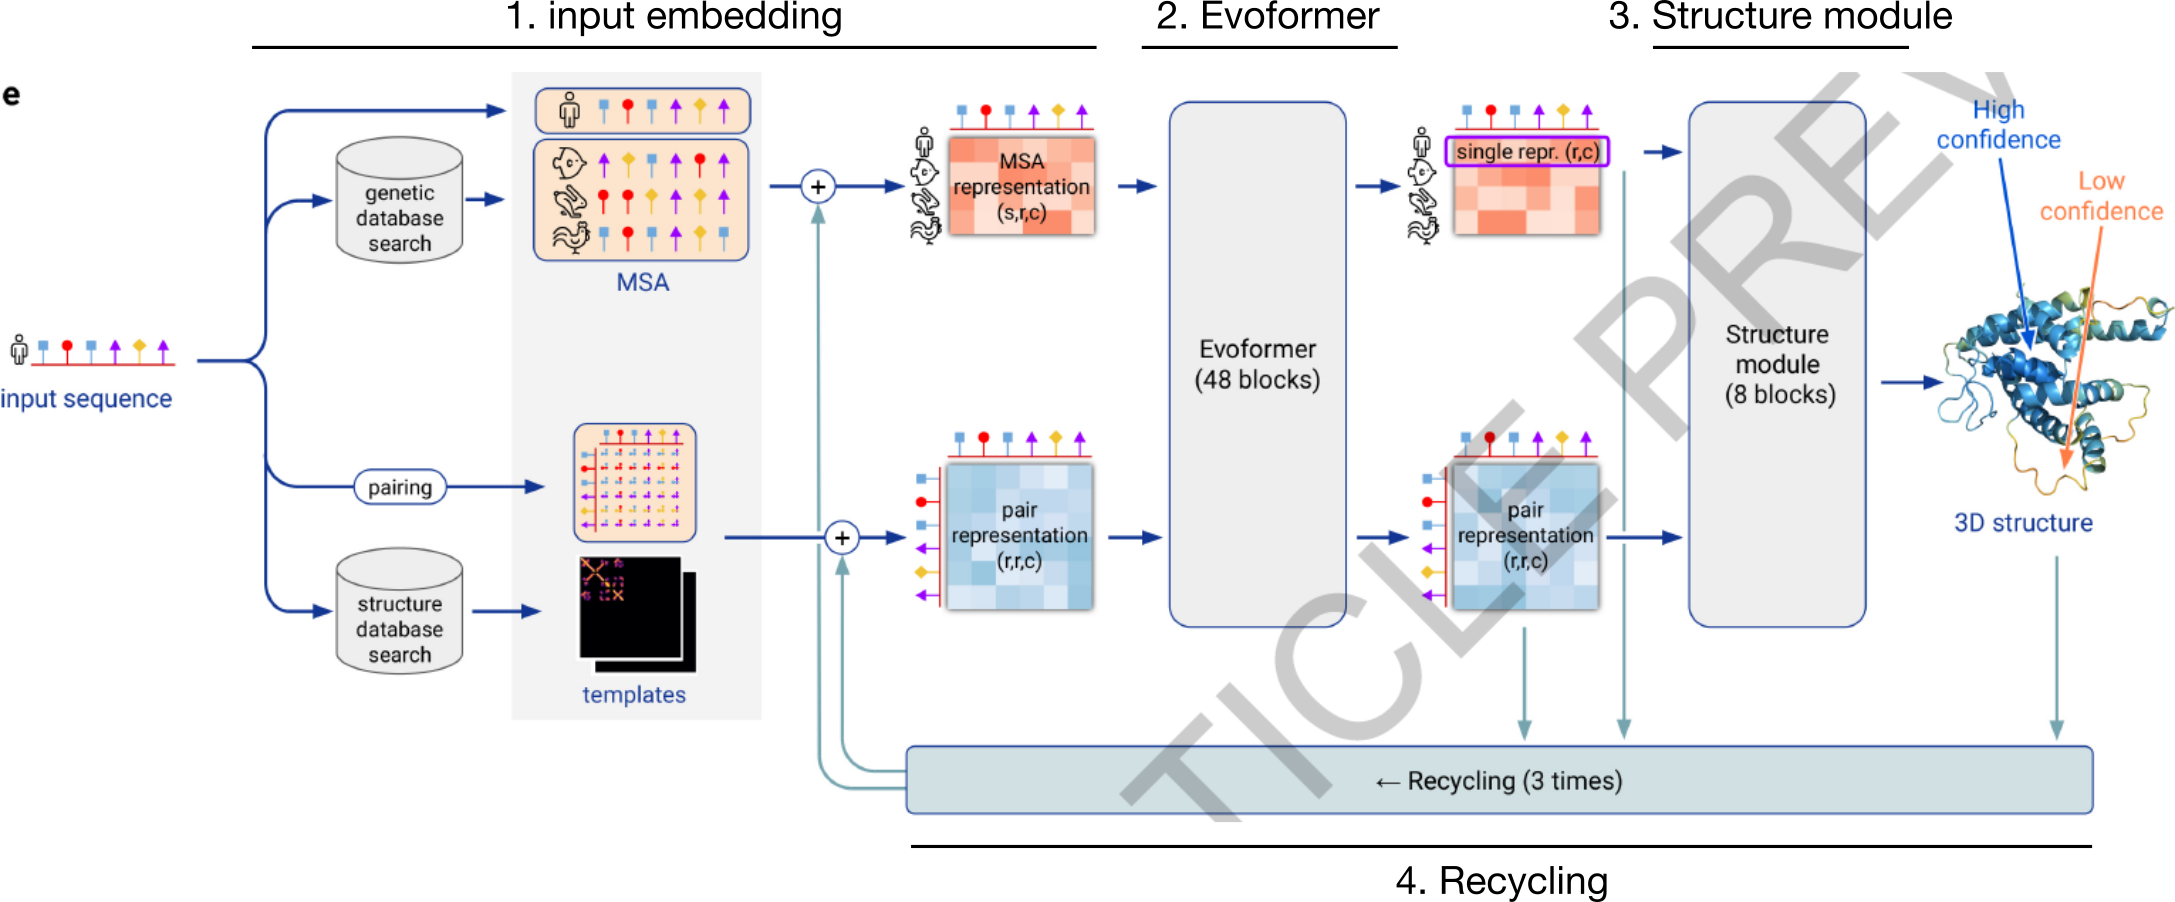 1. input embedding
2. Evoformer
3. Structure module
e
genetic
database
search
MSA
input sequence
pairing
structure
database
search
templates
+
+
MSA
representation
(s,r,c)
pair
representation
(r,r,c)
Evoformer
(48 blocks)
single repr. (r,c)
pair
representation
(r,r,c)
Structure
module
(8 blocks)
High
confidence
Low
confidence
3D structure
← Recycling (3 times)
4. Recycling
TICLE PREV